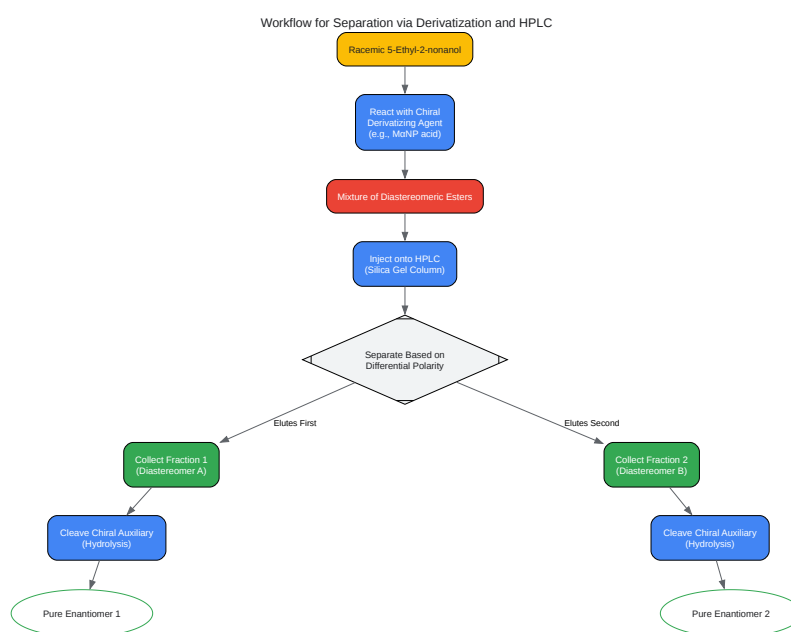 Workflow for Separation via Derivatization and HPLC
Racemic 5-Ethyl-2-nonanol
React with Chiral
Derivatizing Agent
(e.g., MαNP acid)
Mixture of Diastereomeric Esters
Inject onto HPLC
(Silica Gel Column)
Separate Based on
Differential Polarity
Elutes First
Elutes Second
Collect Fraction 1
(Diastereomer A)
Collect Fraction 2
(Diastereomer B)
Cleave Chiral Auxiliary
(Hydrolysis)
Cleave Chiral Auxiliary
(Hydrolysis)
Pure Enantiomer 1
Pure Enantiomer 2